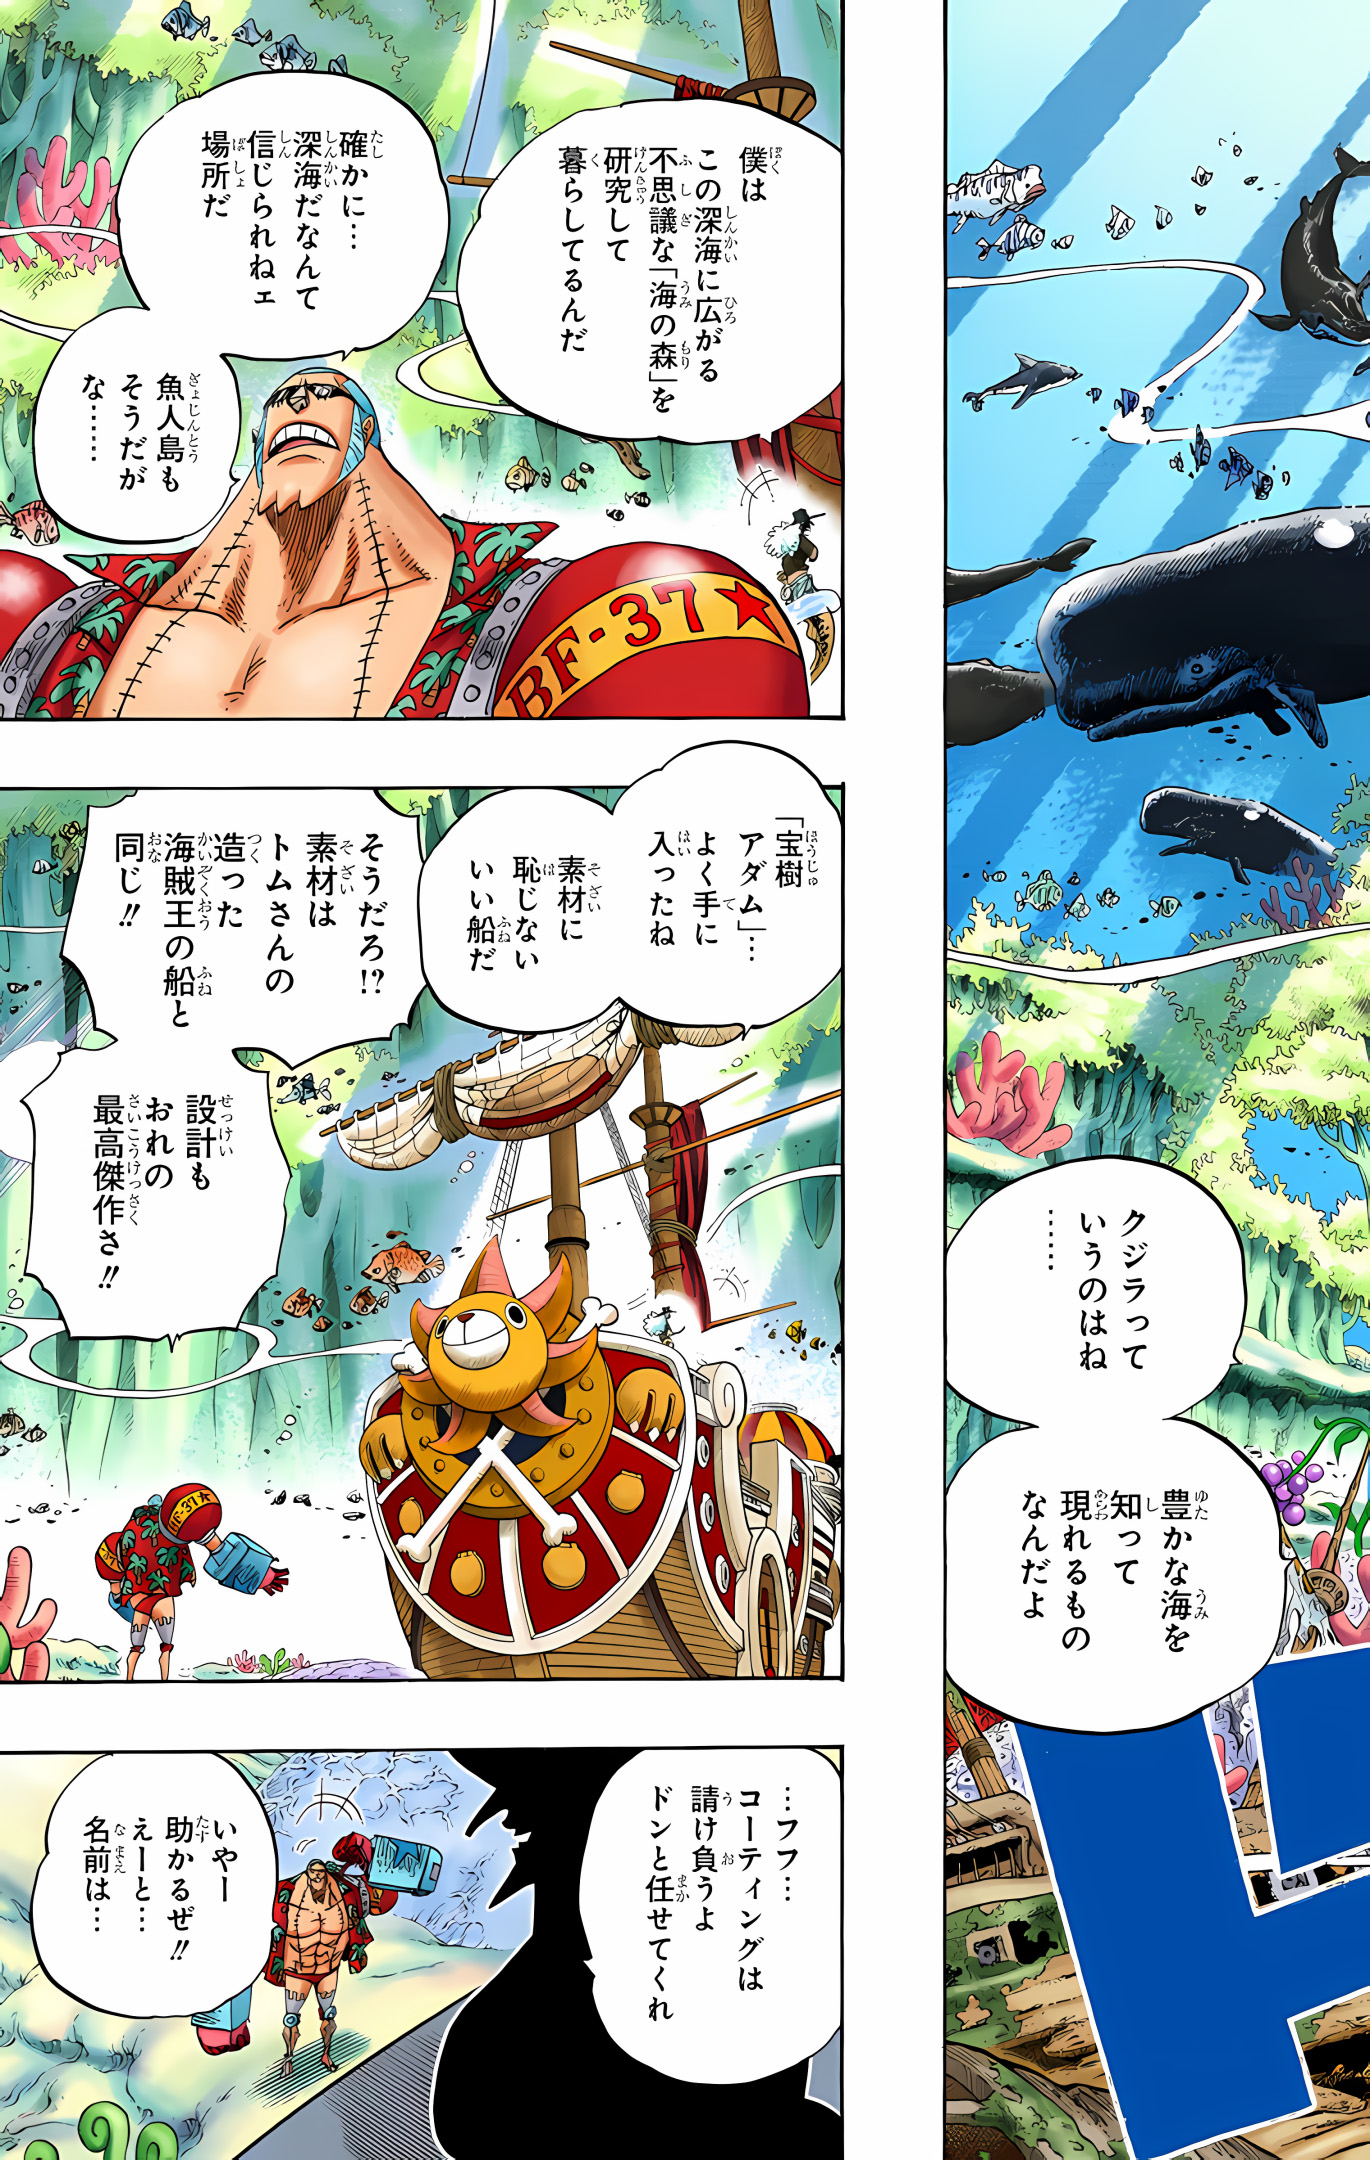 クジラって
いうのはね
……
豊かな海を
知って
現れるもの
なんだよ
僕は
この深海に広がる
不思議な「海の森」を
研究して
暮らしてるんだ
確かに…
深海だなんて
信じられねェ
場所だ
魚人島も
そうだが
な……
BF-37★
「宝樹
アダム」…
よく手に
入ったね
素材に
恥じない
いい船だ
そうだろ!?
素材は
トムさんの
造った
海賊王の船と
同じ!!
設計も
おれの
最高傑作さ!!
BF-37★
…フフ…
コーティングは
請け負うよ
ドンと任せてくれ
いやー
助かるぜ!!
えーと…
名前は…